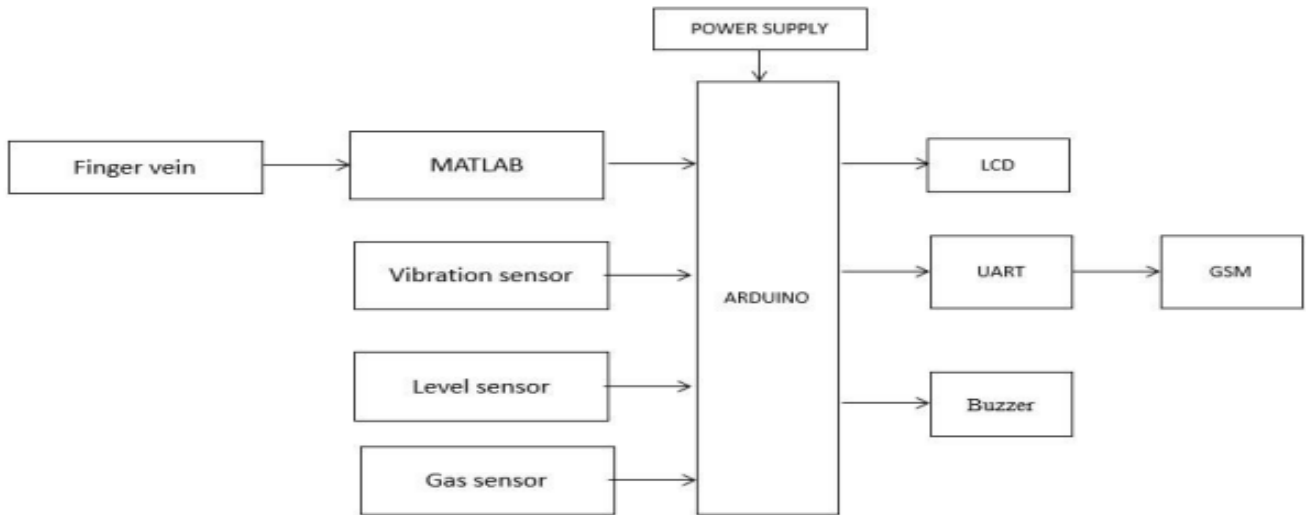 POWER SUPPLY
Finger vein
MATLAB
LCD
Vibration sensor
ARDUINO
UART
GSM
Level sensor
Buzzer
Gas sensor